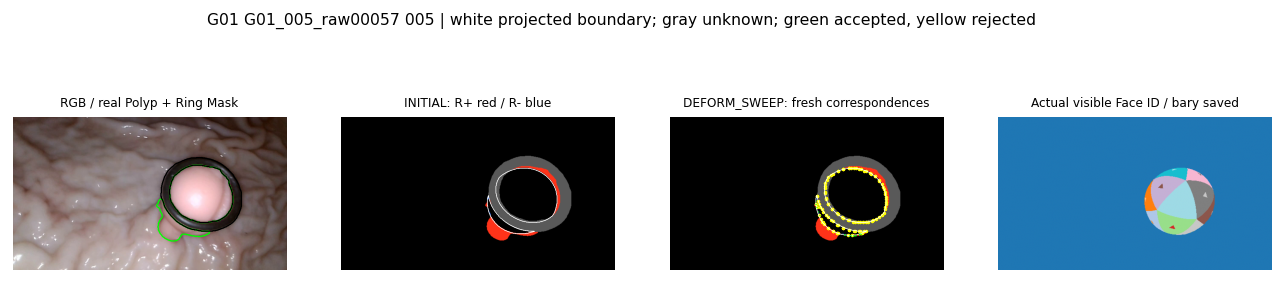 G01 G01_005_raw00057 005 | white projected boundary; gray unknown; green accepted, yellow rejected
RGB / real Polyp + Ring Mask
INITIAL: R+ red / R- blue
DEFORM_SWEEP: fresh correspondences
Actual visible Face ID / bary saved